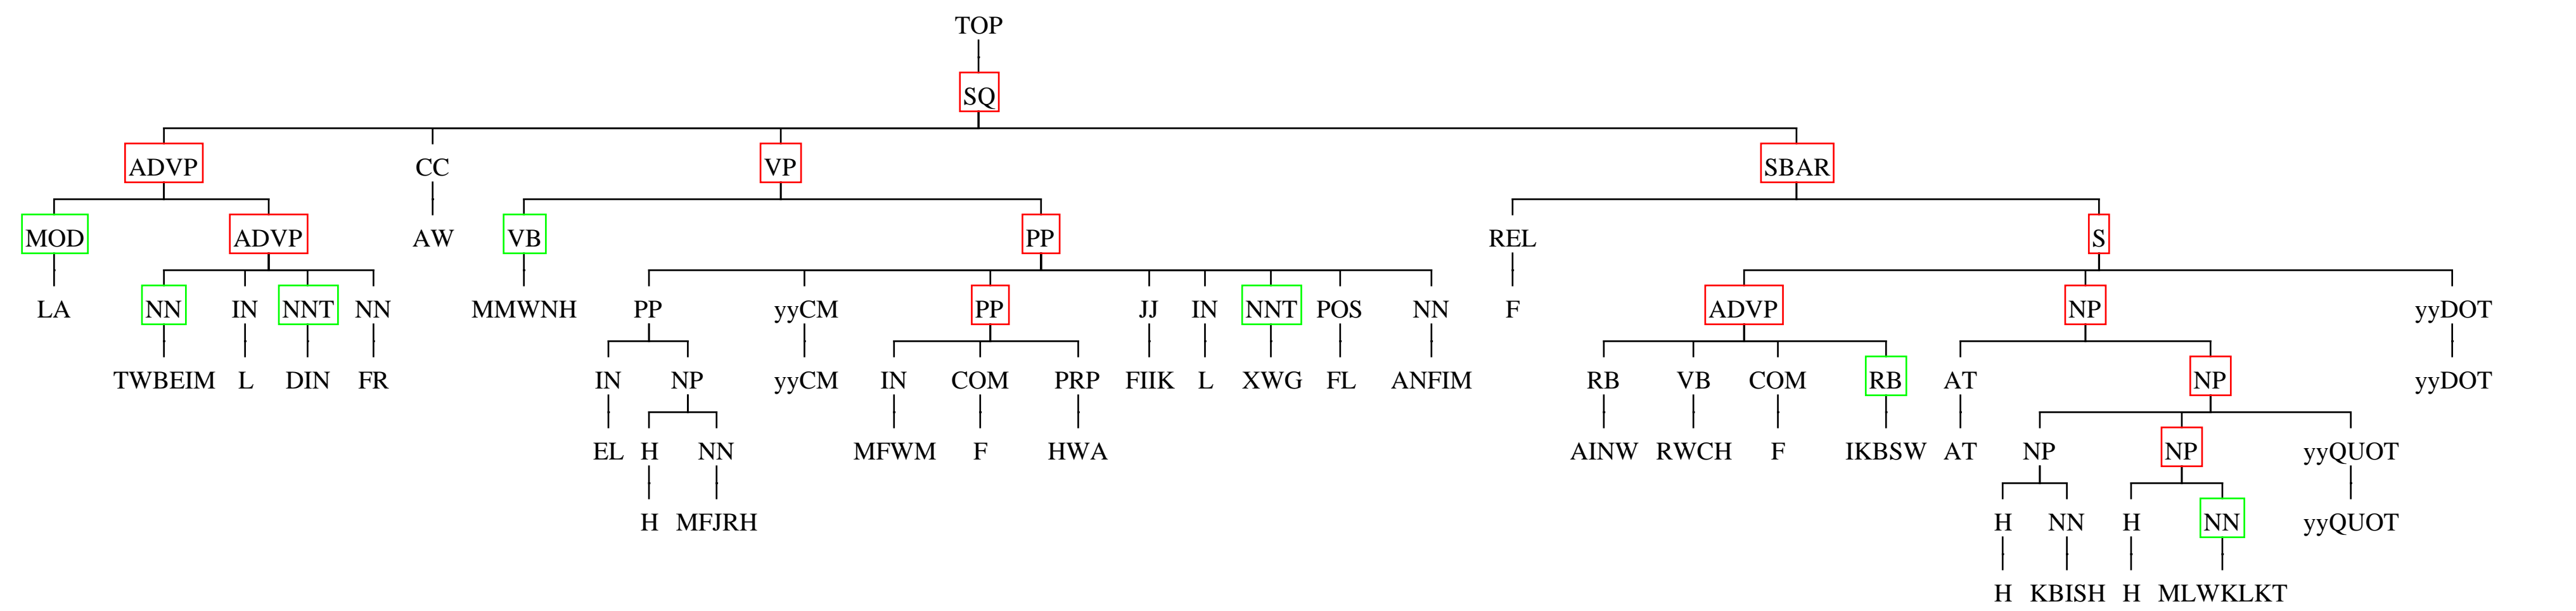 TOP
SQ
ADVP CC VP SBAR
MOD ADVP AW VB PP REL S
LA NN IN NNT NN MMWNH PP yyCM PP JJ IN NNT POS NN F ADVP NP yyDOT
TWBEIM L DIN FR IN NP yyCM IN COM PRP FIIK L XWG FL ANFIM RB VB COM RB AT NP yyDOT
EL H NN MFWM F HWA AINW RWCH F IKBSW AT NP NP yyQUOT
H MFJRH H NN H NN yyQUOT
H KBISH H MLWKLKT